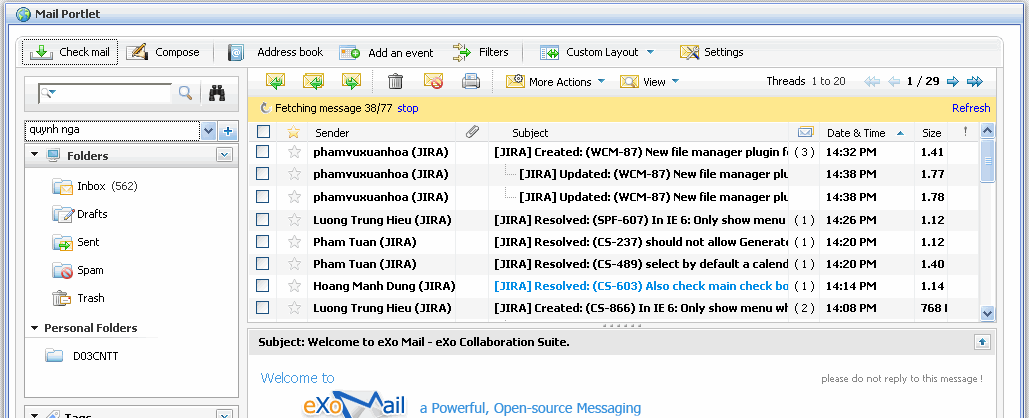 Mail Portlet
Check mail Compose Address book Add an event Filters Custom Layout Settings
More Actions View Threads 1 to 20 1 / 29
Fetching message 38/77 stop Refresh
quynh nga
Sender Subject Date & Time Size !
Folders
phamvuxuanhoa (JIRA) [JIRA] Created: (WCM-87) New file manager plugin f (3) 14:32 PM 1.41
phamvuxuanhoa (JIRA) [JIRA] Updated: (WCM-87) New file manager plu 14:38 PM 1.77
Inbox (562)
phamvuxuanhoa (JIRA) [JIRA] Updated: (WCM-87) New file manager plu 14:38 PM 1.78
Drafts
Luong Trung Hieu (JIRA) [JIRA] Resolved: (SPF-607) In IE 6: Only show menu (1) 14:26 PM 1.12
Sent
Pham Tuan (JIRA) [JIRA] Resolved: (CS-237) should not allow Generat (1) 14:20 PM 1.12
Spam
Pham Tuan (JIRA) [JIRA] Resolved: (CS-489) select by default a calend (1) 14:20 PM 1.40
Hoang Manh Dung (JIRA) [JIRA] Resolved: (CS-603) Also check main check bo (1) 14:14 PM 1.14
Trash
Luong Trung Hieu (JIRA) [JIRA] Created: (CS-866) In IE 6: Only show menu wh (2) 14:08 PM 768
Personal Folders
D03CNTT
Tags
Subject: Welcome to eXo Mail - eXo Collaboration Suite.
Welcome to please do not reply to this message !
eXo Mail a Powerful, Open-source Messaging